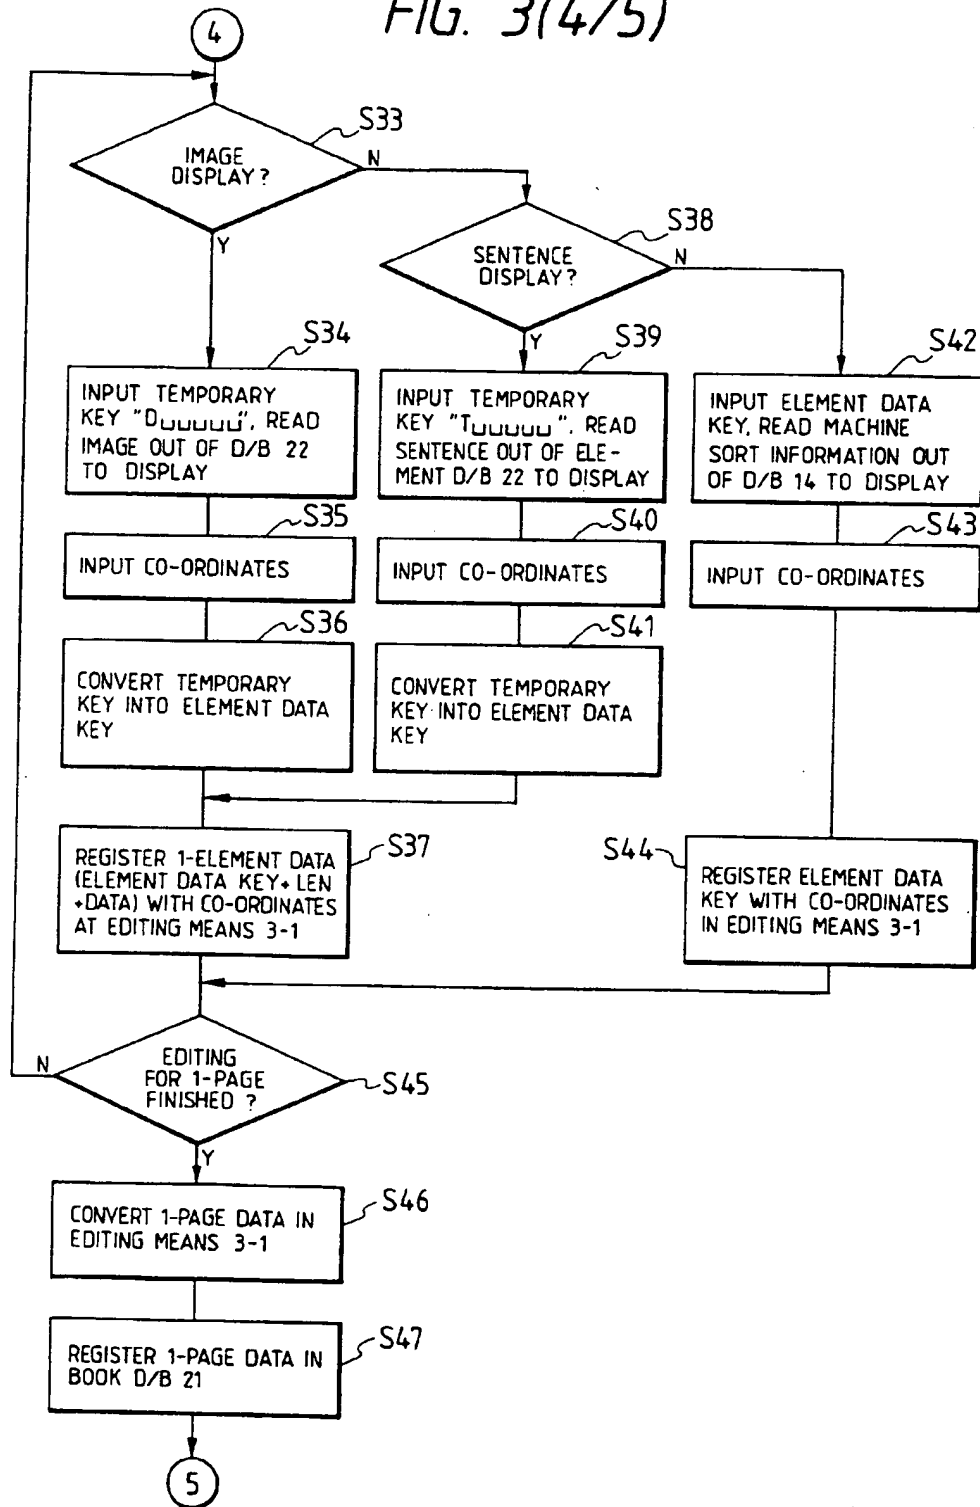 FIG. 3(4/5)
4
S33
IMAGE
DISPLAY?
N
Y
S38
SENTENCE
DISPLAY?
N
Y
S34
INPUT TEMPORARY
KEY "D␣␣␣␣␣", READ
IMAGE OUT OF D/B 22
TO DISPLAY
S39
INPUT TEMPORARY
KEY "T␣␣␣␣␣", READ
SENTENCE OUT OF ELE-
MENT D/B 22 TO DISPLAY
S42
INPUT ELEMENT DATA
KEY, READ MACHINE
SORT INFORMATION OUT
OF D/B 14 TO DISPLAY
S35
INPUT CO-ORDINATES
S40
INPUT CO-ORDINATES
S43
INPUT CO-ORDINATES
S36
CONVERT TEMPORARY
KEY INTO ELEMENT DATA
KEY
S41
CONVERT TEMPORARY
KEY INTO ELEMENT DATA
KEY
S37
REGISTER 1-ELEMENT DATA
(ELEMENT DATA KEY+LEN
+DATA) WITH CO-ORDINATES
AT EDITING MEANS 3-1
S44
REGISTER ELEMENT DATA
KEY WITH CO-ORDINATES
IN EDITING MEANS 3-1
N
EDITING
FOR 1-PAGE
FINISHED ?
S45
Y
S46
CONVERT 1-PAGE DATA IN
EDITING MEANS 3-1
S47
REGISTER 1-PAGE DATA IN
BOOK D/B 21
5